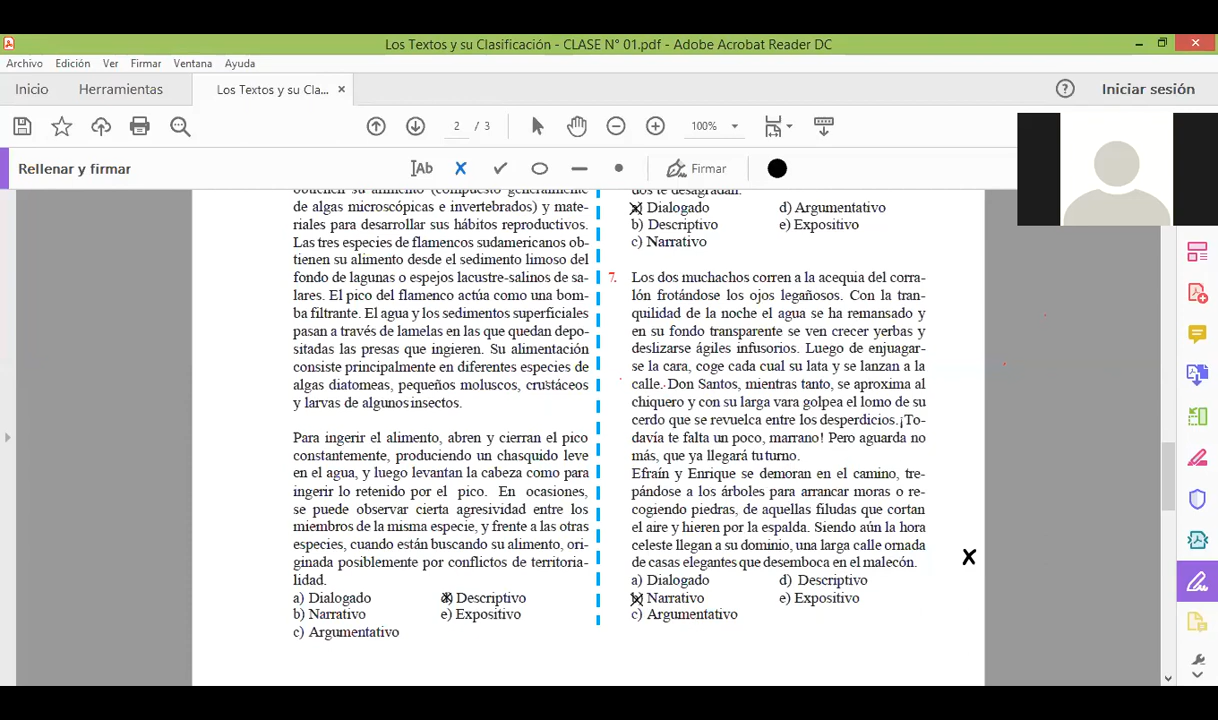 Los Textos y su Clasificación - CLASE N° 01.pdf - Adobe Acrobat Reader DC
Archivo Edición Ver Firmar Ventana Ayuda
Inicio Herramientas Los Textos y su Cla... × Iniciar sesión
2 / 3 100%
Rellenar y firmar Ab Firmar
obtienen su alimento (compuesto generalmente
de algas microscópicas e invertebrados) y mate-
riales para desarrollar sus hábitos reproductivos.
Las tres especies de flamencos sudamericanos ob-
tienen su alimento desde el sedimento limoso del
fondo de lagunas o espejos lacustre-salinos de sa-
lares. El pico del flamenco actúa como una bom-
ba filtrante. El agua y los sedimentos superficiales
pasan a través de lamelas en las que quedan depo-
sitadas las presas que ingieren. Su alimentación
consiste principalmente en diferentes especies de
algas diatomeas, pequeños moluscos, crustáceos
y larvas de algunos insectos.
Para ingerir el alimento, abren y cierran el pico
constantemente, produciendo un chasquido leve
en el agua, y luego levantan la cabeza como para
ingerir lo retenido por el pico. En ocasiones,
se puede observar cierta agresividad entre los
miembros de la misma especie, y frente a las otras
especies, cuando están buscando su alimento, ori-
ginada posiblemente por conflictos de territoria-
lidad.
a) Dialogado d) Descriptivo
b) Narrativo e) Expositivo
c) Argumentativo
dos te desagradan.
a) Dialogado d) Argumentativo
b) Descriptivo e) Expositivo
c) Narrativo
7. Los dos muchachos corren a la acequia del corra-
lón frotándose los ojos legañosos. Con la tran-
quilidad de la noche el agua se ha remansado y
en su fondo transparente se ven crecer yerbas y
deslizarse ágiles infusorios. Luego de enjuagar-
se la cara, coge cada cual su lata y se lanzan a la
calle. Don Santos, mientras tanto, se aproxima al
chiquero y con su larga vara golpea el lomo de su
cerdo que se revuelca entre los desperdicios.¡To-
davía te falta un poco, marrano! Pero aguarda no
más, que ya llegará tu turno.
Efraín y Enrique se demoran en el camino, tre-
pándose a los árboles para arrancar moras o re-
cogiendo piedras, de aquellas filudas que cortan
el aire y hieren por la espalda. Siendo aún la hora
celeste llegan a su dominio, una larga calle ornada
de casas elegantes que desemboca en el malecón.
a) Dialogado d) Descriptivo
b) Narrativo e) Expositivo
c) Argumentativo